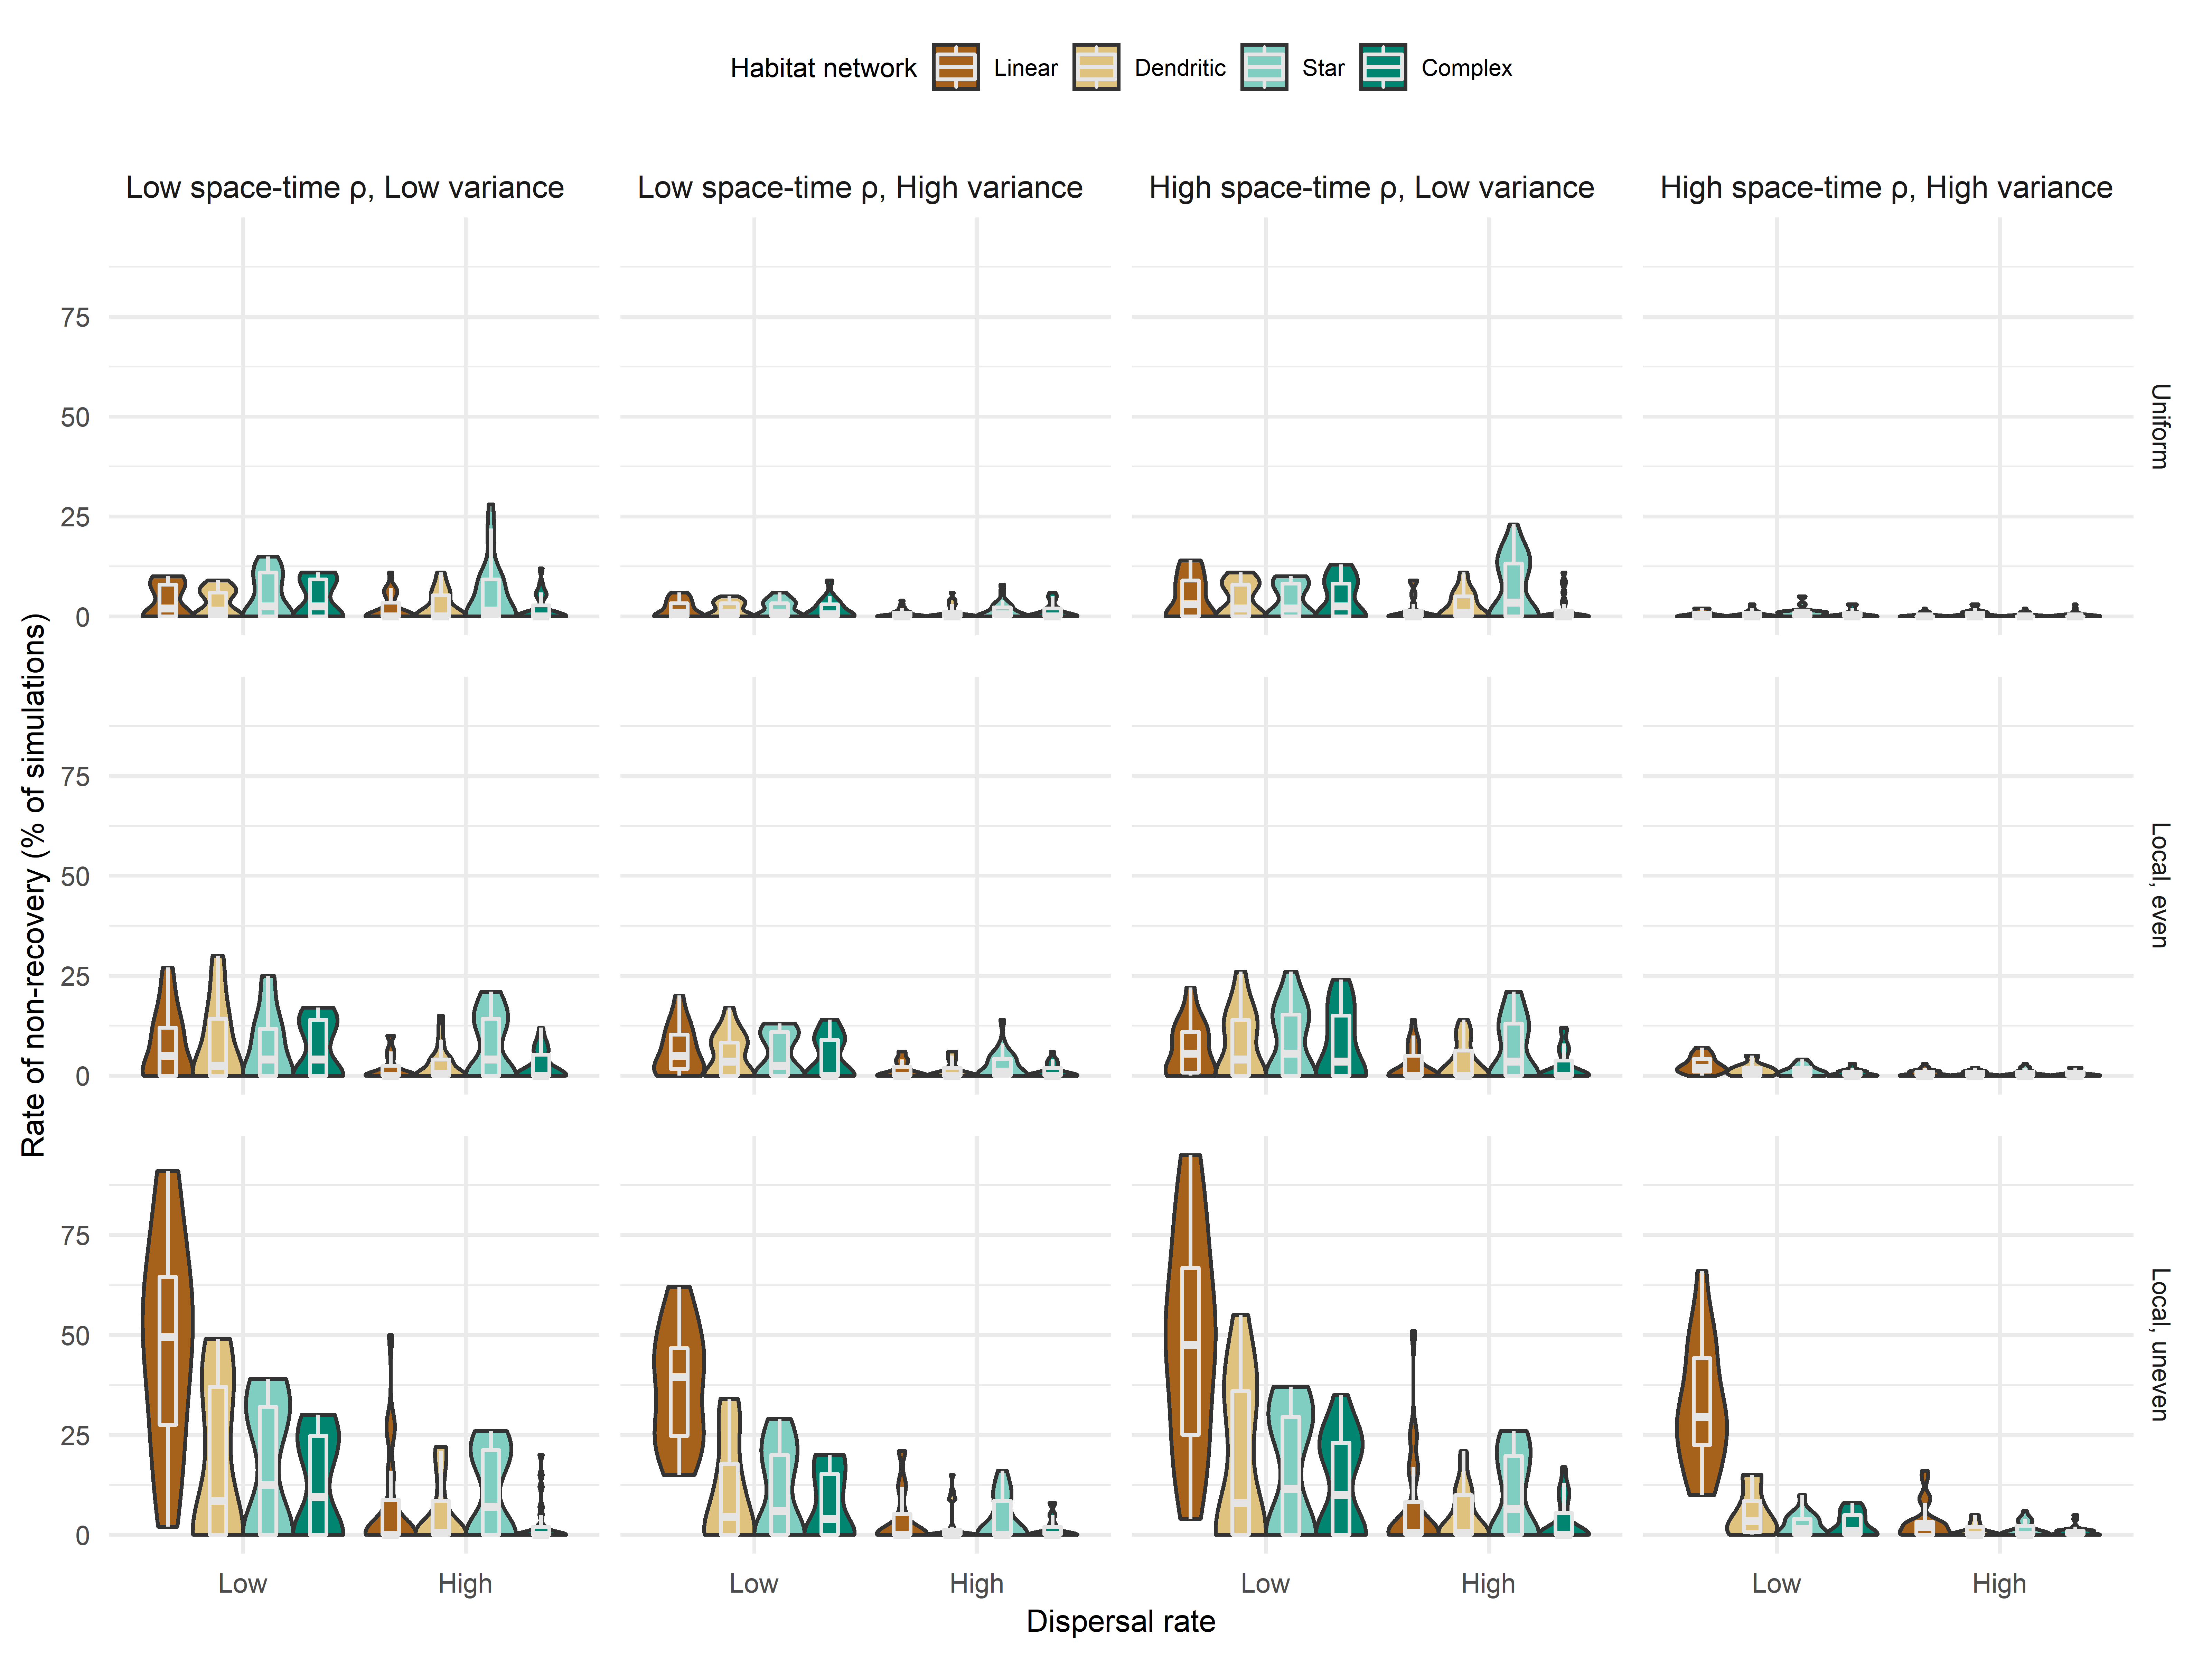 Habitat network Linear Dendritic Star Complex
Low space-time ρ, Low variance Low space-time ρ, High variance High space-time ρ, Low variance High space-time ρ, High variance
Rate of non-recovery (% of simulations)
75
50
25
0
Uniform
75
50
25
0
Local, even
75
50
25
0
Local, uneven
Low High Low High Low High Low High
Dispersal rate